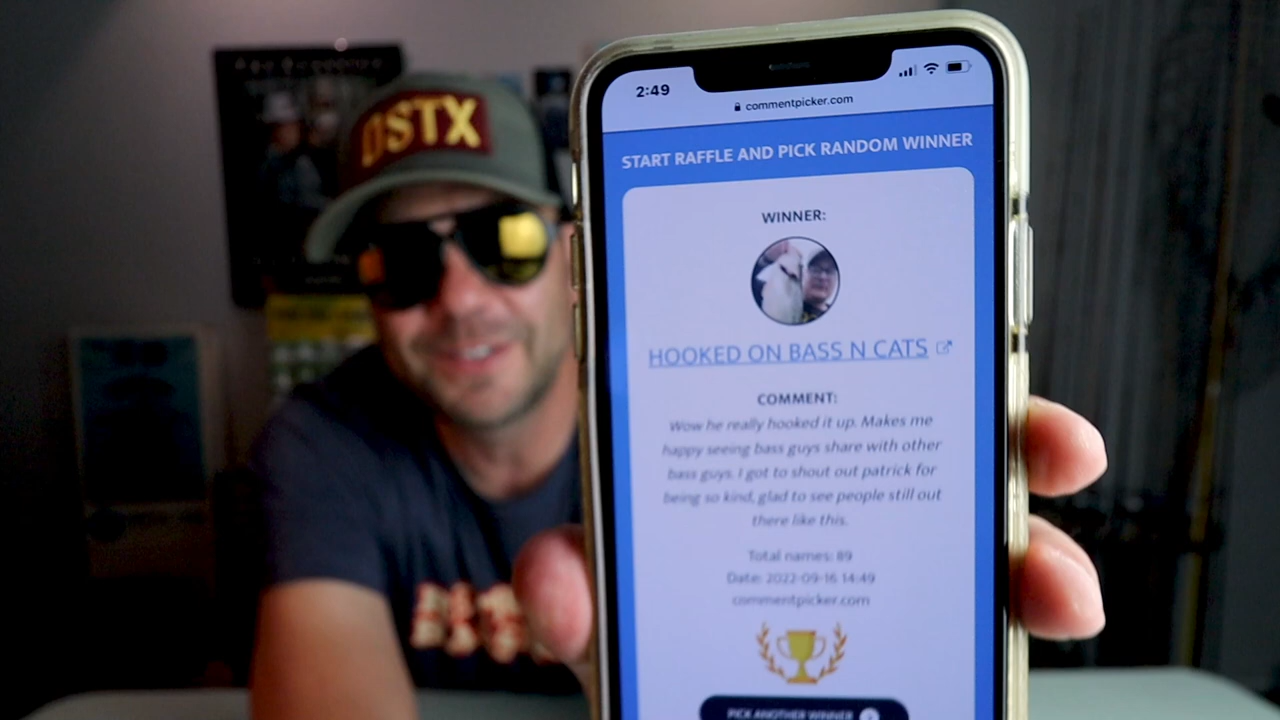 DSTX
2:49
commentpicker.com
START RAFFLE AND PICK RANDOM WINNER
WINNER:
HOOKED ON BASS N CATS
COMMENT:
Wow he really hooked it up. Makes me
happy seeing bass guys share with other
bass guys. I got to shout out patrick for
being so kind, glad to see people still out
there like this.
Total names: 89
Date: 2022-09-16 14:49
commentpicker.com
PICK ANOTHER WINNER